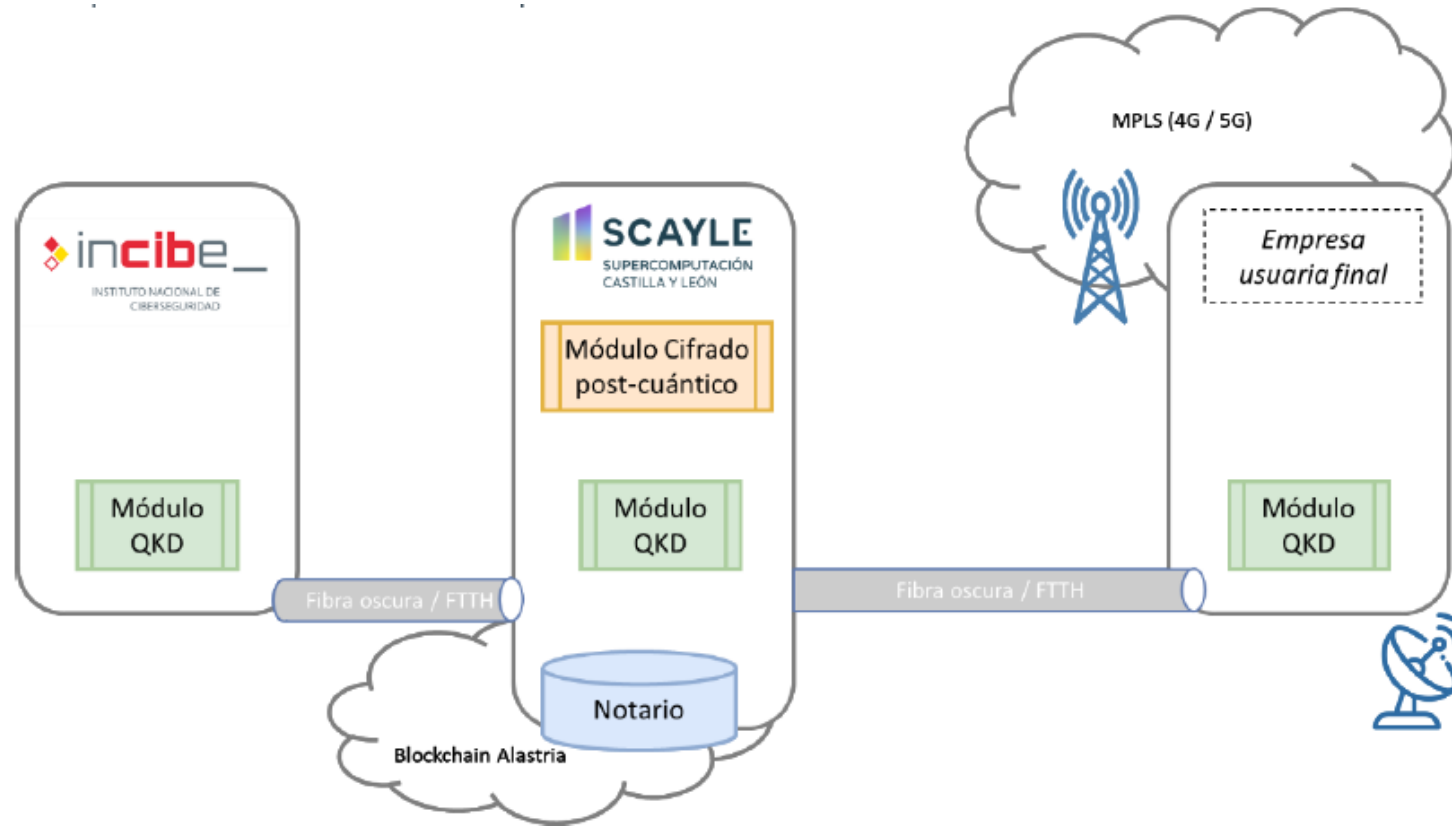 MPLS (4G / 5G)
incibe_
INSTITUTO NACIONAL DE
CIBERSEGURIDAD
SCAYLE
SUPERCOMPUTACIÓN
CASTILLA Y LEÓN
Empresa
usuaria final
Módulo Cifrado
post-cuántico
Módulo
QKD
Módulo
QKD
Módulo
QKD
Fibra oscura / FTTH
Fibra oscura / FTTH
Notario
Blockchain Alastria